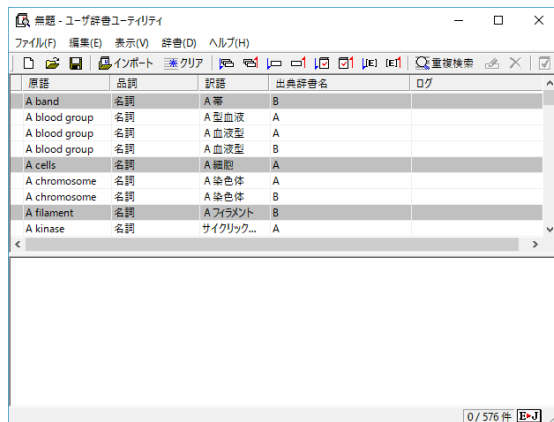 無題 - ユーザ辞書ユーティリティ
ファイル(F) 編集(E) 表示(V) 辞書(D) ヘルプ(H)
インポート クリア 重複検索
原語 品詞 訳語 出典辞書名 ログ
A band 名詞 A 帯 B
A blood group 名詞 A 型血液 A
A blood group 名詞 A 血液型 A
A blood group 名詞 A 血液型 B
A cells 名詞 A 細胞 A
A chromosome 名詞 A 染色体 A
A chromosome 名詞 A 染色体 B
A filament 名詞 A フィラメント B
A kinase 名詞 サイクリック... A
0 / 576 件 E▸J